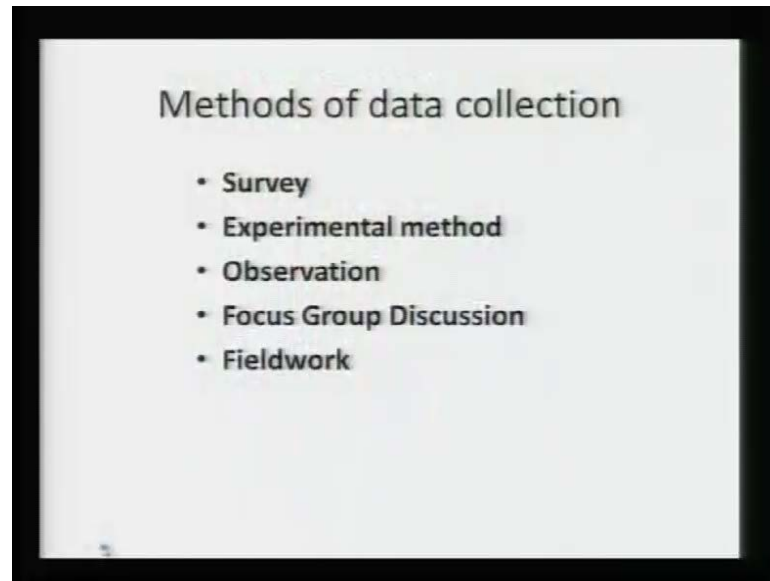 Methods of data collection
• Survey
• Experimental method
• Observation
• Focus Group Discussion
• Fieldwork